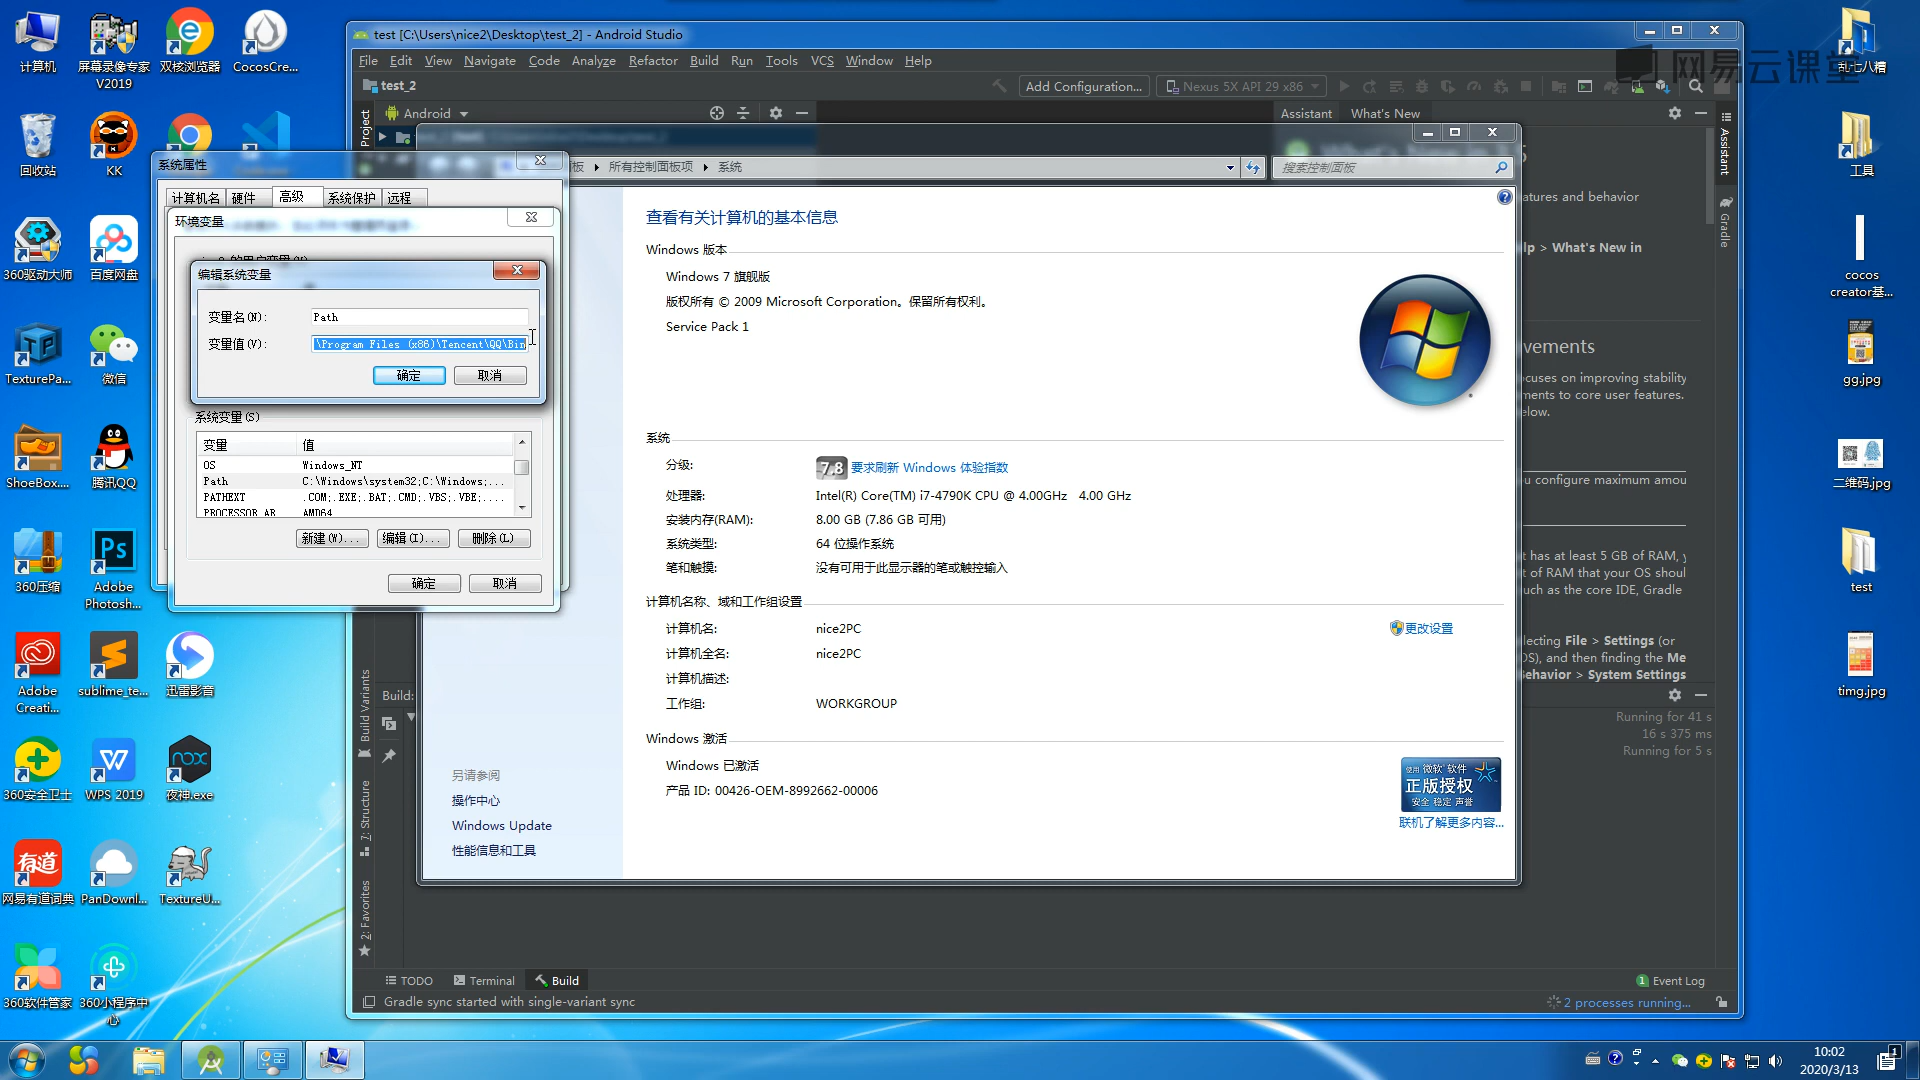 计算机
屏幕录像专家
V2019
双核浏览器
CocosCre...
回收站
KK
360驱动大师
百度网盘
TexturePa...
微信
ShoeBox....
腾讯QQ
360压缩
Adobe
Photosh...
Adobe
Creati...
sublime_te...
迅雷影音
360安全卫士
WPS 2019
夜神.exe
网易有道词典
PanDownl...
TextureU...
360软件管家
360小程序中
心
test [C:\Users\nice2\Desktop\test_2] - Android Studio
File Edit View Navigate Code Analyze Refactor Build Run Tools VCS Window Help
网易云课堂
test_2
Add Configuration...
Nexus 5X API 29 x86
Project
Android
Assistant
What's New
Assistant
Gradle
系统属性
计算机名 硬件 高级 系统保护 远程
环境变量
编辑系统变量
变量名(N):
Path
变量值(V):
\Program Files (x86)\Tencent\QQ\Bin
确定
取消
系统变量(S)
变量 值
OS Windows_NT
Path C:\Windows\system32;C:\Windows;...
PATHEXT .COM;.EXE;.BAT;.CMD;.VBS;.VBE;....
PROCESSOR_AR AMD64
新建(W)...
编辑(I)...
删除(L)
确定
取消
板 所有控制面板项 系统
搜索控制面板
查看有关计算机的基本信息
Windows 版本
Windows 7 旗舰版
版权所有 © 2009 Microsoft Corporation。保留所有权利。
Service Pack 1
系统
分级:
7.8 要求刷新 Windows 体验指数
处理器:
Intel(R) Core(TM) i7-4790K CPU @ 4.00GHz 4.00 GHz
安装内存(RAM):
8.00 GB (7.86 GB 可用)
系统类型:
64 位操作系统
笔和触摸:
没有可用于此显示器的笔或触控输入
计算机名称、域和工作组设置
计算机名:
nice2PC
更改设置
计算机全名:
nice2PC
计算机描述:
工作组:
WORKGROUP
Windows 激活
Windows 已激活
产品 ID: 00426-OEM-8992662-00006
使用 微软 软件
正版授权
安全 稳定 声誉
联机了解更多内容...
另请参阅
操作中心
Windows Update
性能信息和工具
atures and behavior
lp > What's New in
vements
ocuses on improving stability
ments to core user features.
elow.
u configure maximum amou
t has at least 5 GB of RAM, y
t of RAM that your OS shoul
uch as the core IDE, Gradle
lecting File > Settings (or
OS), and then finding the Me
Behavior > System Settings
Build Variants
Build:
Running for 41 s
16 s 375 ms
Running for 5 s
7: Structure
2: Favorites
TODO
Terminal
Build
1 Event Log
Gradle sync started with single-variant sync
2 processes running...
乱七八糟
工具
cocos
creator基...
gg.jpg
二维码.jpg
test
timg.jpg
10:02
2020/3/13
1